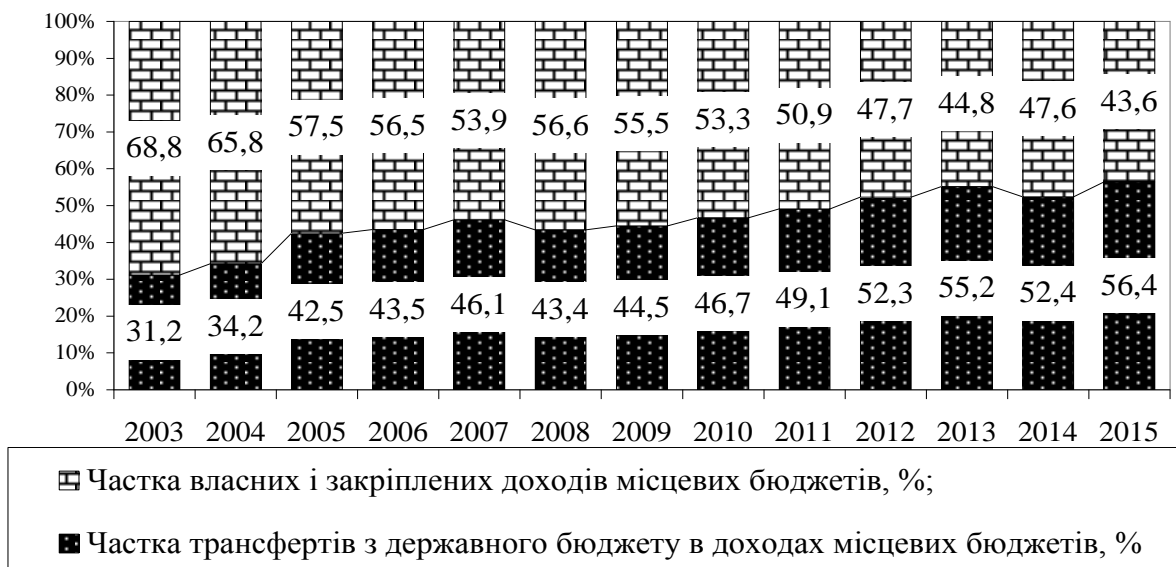 100%
90%
80%
70%
60%
50%
40%
30%
20%
10%
0%
68,8 65,8 57,5 56,5 53,9 56,6 55,5 53,3 50,9 47,7 44,8 47,6 43,6
31,2 34,2 42,5 43,5 46,1 43,4 44,5 46,7 49,1 52,3 55,2 52,4 56,4
2003 2004 2005 2006 2007 2008 2009 2010 2011 2012 2013 2014 2015
Частка власних і закріплених доходів місцевих бюджетів, %;
Частка трансфертів з державного бюджету в доходах місцевих бюджетів, %